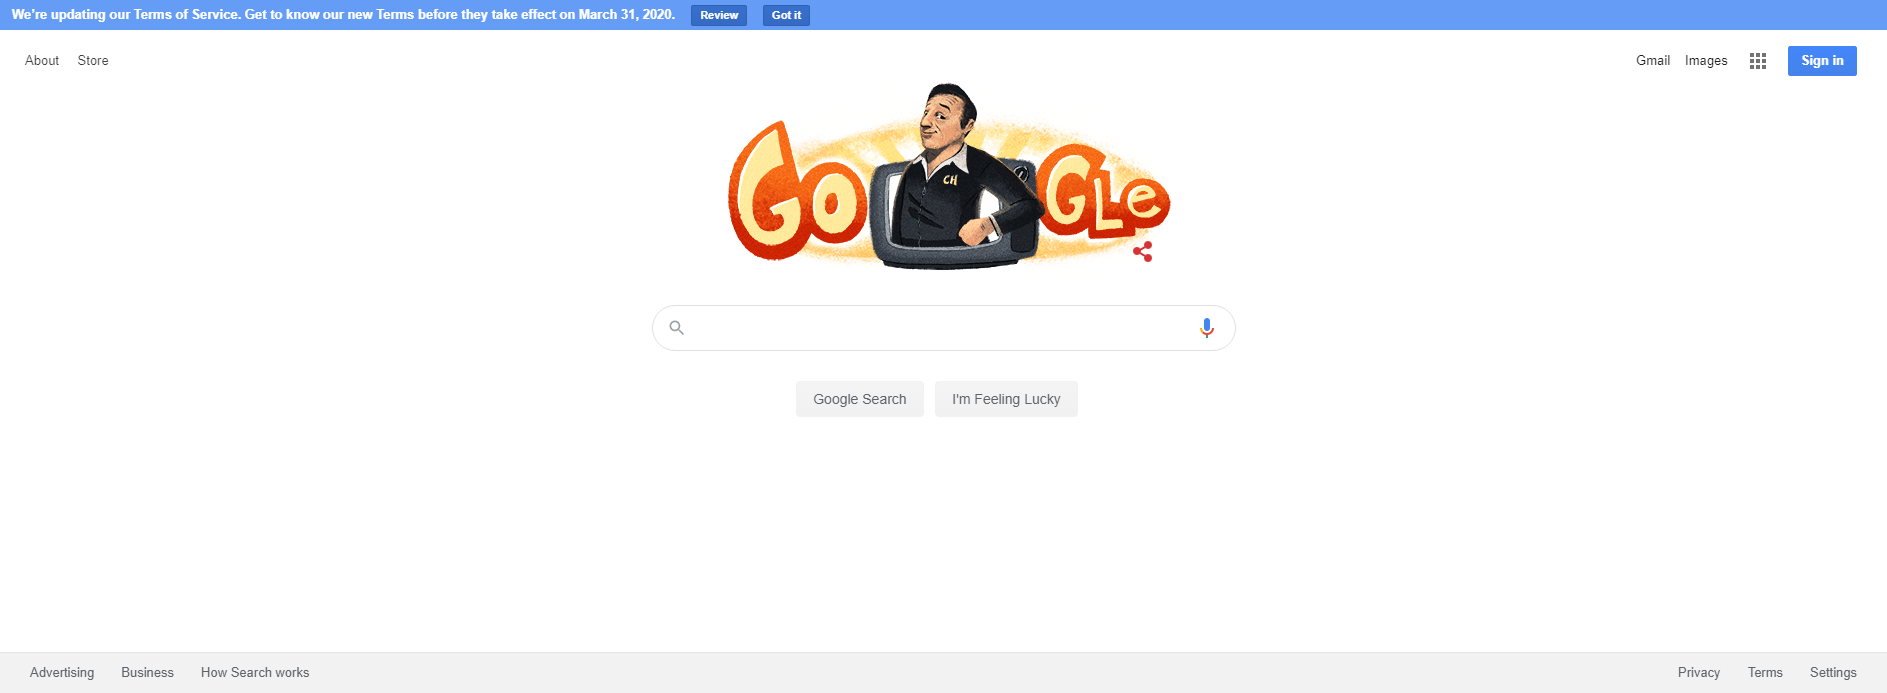 We're updating our Terms of Service. Get to know our new Terms before they take effect on March 31, 2020. Review Got it
About Store Gmail Images Sign in
GOOGLE
CH
Google Search I'm Feeling Lucky
Advertising Business How Search works Privacy Terms Settings